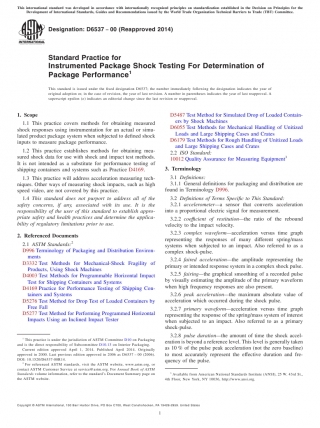 This international standard was developed in accordance with internationally recognized principles on standardization established in the Decision on Principles for the
Development of International Standards, Guides and Recommendations issued by the World Trade Organization Technical Barriers to Trade (TBT) Committee.
Designation: D6537 − 00 (Reapproved 2014)
Standard Practice for
Instrumented Package Shock Testing For Determination of
Package Performance1
This standard is issued under the fixed designation D6537; the number immediately following the designation indicates the year of
original adoption or, in the case of revision, the year of last revision. A number in parentheses indicates the year of last reapproval. A
superscript epsilon (ε) indicates an editorial change since the last revision or reapproval.
1. Scope
1.1 This practice covers methods for obtaining measured
shock responses using instrumentation for an actual or simu-
lated product package system when subjected to defined shock
inputs to measure package performance.
1.2 This practice establishes methods for obtaining mea-
sured shock data for use with shock and impact test methods.
It is not intended as a substitute for performance testing of
shipping containers and systems such as Practice D4169.
1.3 This practice will address acceleration measuring tech-
niques. Other ways of measuring shock impacts, such as high
speed video, are not covered by this practice.
1.4 This standard does not purport to address all of the
safety concerns, if any, associated with its use. It is the
responsibility of the user of this standard to establish appro-
priate safety and health practices and determine the applica-
bility of regulatory limitations prior to use.
2. Referenced Documents
2.1 ASTM Standards:2
D996 Terminology of Packaging and Distribution Environ-
ments
D3332 Test Methods for Mechanical-Shock Fragility of
Products, Using Shock Machines
D4003 Test Methods for Programmable Horizontal Impact
Test for Shipping Containers and Systems
D4169 Practice for Performance Testing of Shipping Con-
tainers and Systems
D5276 Test Method for Drop Test of Loaded Containers by
Free Fall
D5277 Test Method for Performing Programmed Horizontal
Impacts Using an Inclined Impact Tester
1 This practice is under the jurisdiction of ASTM Committee D10 on Packaging
and is the direct responsibility of Subcommittee
Current edition approved April 1, 2014. Published April 2014. Originally
approved in 2000. Last previous edition approved in 2006 as D6537 – 00 (2006).
2 For referenced ASTM standards, visit the ASTM website, www.astm.org, or
contact ASTM Customer Service at service@astm.org. For Annual Book of ASTM
Standards volume information, refer to the standard's Document Summary page on
the ASTM website.
D5487 Test Method for Simulated Drop of Loaded Contain-
ers by Shock Machines
D6055 Test Methods for Mechanical Handling of Unitized
Loads and Large Shipping Cases and Crates
D6179 Test Methods for Rough Handling of Unitized Loads
and Large Shipping Cases and Crates
2.2 ISO Standard:
10012 Quality Assurance for Measuring Equipment3
3. Terminology
3.1 Definitions:
3.1.1 General definitions for packaging and distribution are
found in Terminology D996.
3.2 Definitions of Terms Specific to This Standard:
3.2.1 accelerometer—a sensor that converts acceleration
into a proportional electric signal for measurement.
3.2.2 coefficient of restitution—the ratio of the rebound
velocity to the impact velocity.
3.2.3 complex waveform—acceleration versus time graph
representing the responses of many different spring/mass
systems when subjected to an impact. Also referred to as a
complex shock-pulse.
3.2.4 faired acceleration—the amplitude representing the
primary or intended response system in a complex shock pulse.
3.2.5 fairing—the graphical smoothing of a recorded pulse
by visually estimating the amplitude of the primary waveform
when high frequency responses are also present.
3.2.6 peak acceleration—the maximum absolute value of
acceleration which occurred during the shock pulse.
3.2.7 primary waveform—acceleration versus time graph
representing the response of the spring/mass system of interest
when subjected to an impact. Also referred to as a primary
shock-pulse.
3.2.8 pulse duration—the amount of time the shock accel-
eration is beyond a reference level. This level is generally taken
as 10 % of the pulse peak acceleration (not the zero baseline)
to most accurately represent the effective duration and fre-
quency of the pulse.
3 Available from American National Standards Institute (ANSI), 25 W. 43rd St.,
4th Floor, New York, NY 10036, http://www.ansi.org.
Copyright © ASTM International, 100 Barr Harbor Drive, PO Box C700, West Conshohocken, PA 19428-2959. United States
1